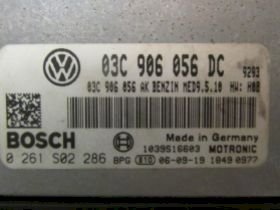 03C 906 056 DC 9293
03C 906 056 AK BENZIN MED9.5.10 HW: H08
BOSCH
Made in Germany
1039S16603 MOTRONIC
0 261 S02 286 BPG E10 06-09-19 1049 0977